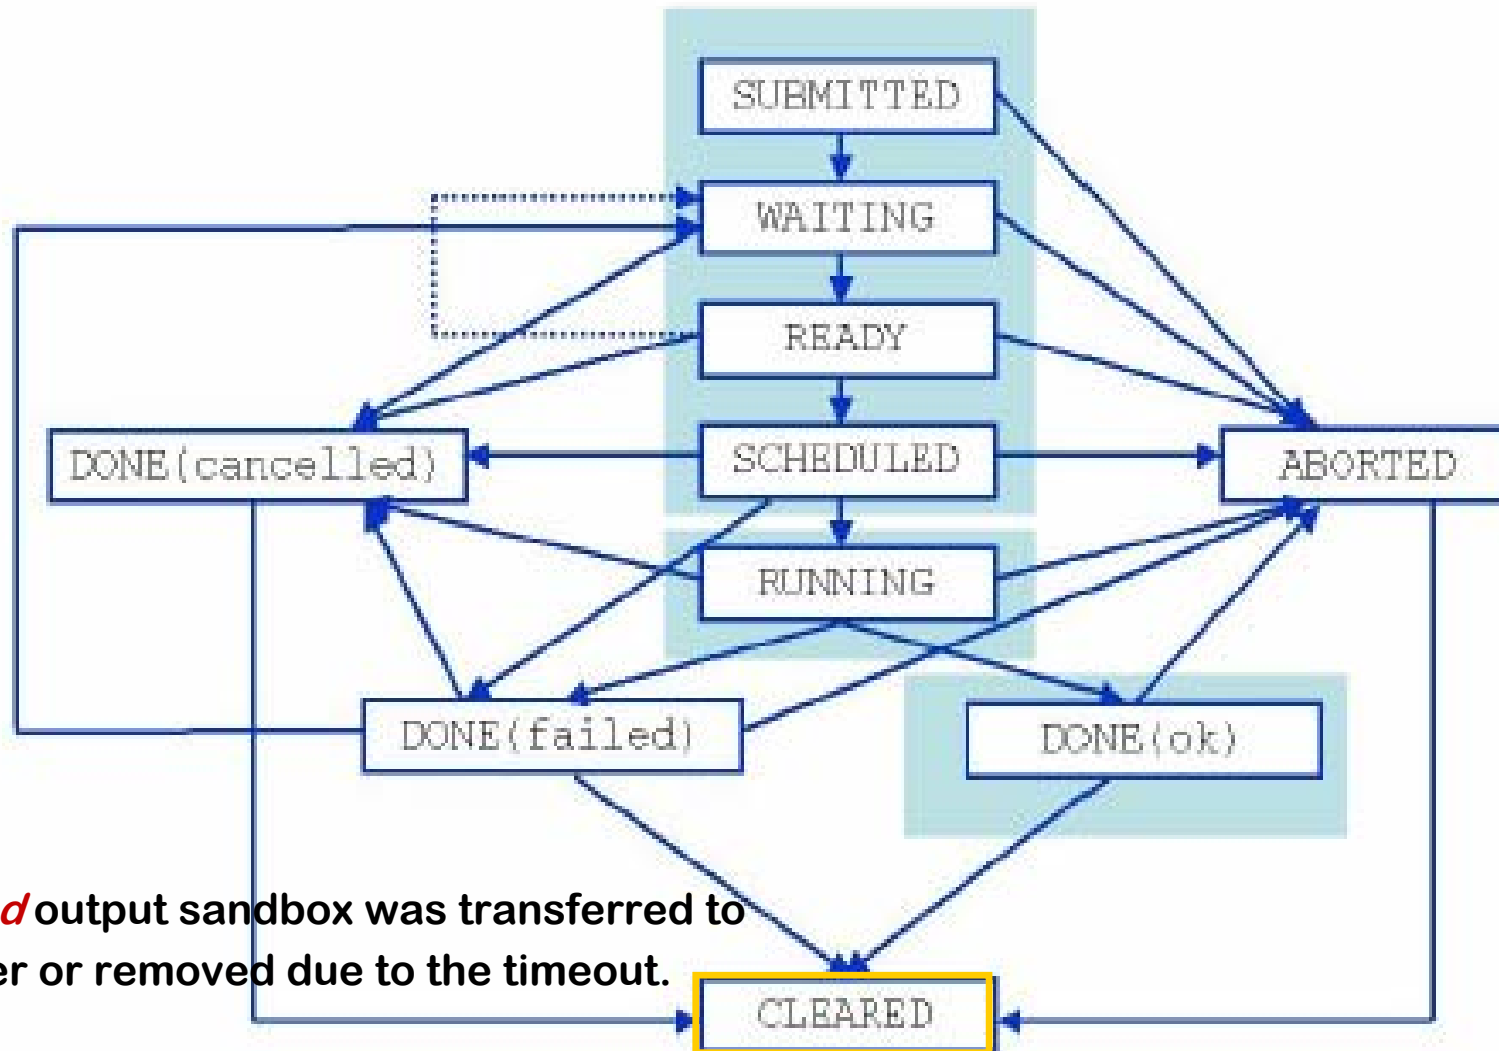 SUBMITTED
WAITING
READY
SCHEDULED
DONE(cancelled)
ABORTED
RUNNING
DONE(failed)
DONE(ok)
d output sandbox was transferred to
er or removed due to the timeout.
CLEARED